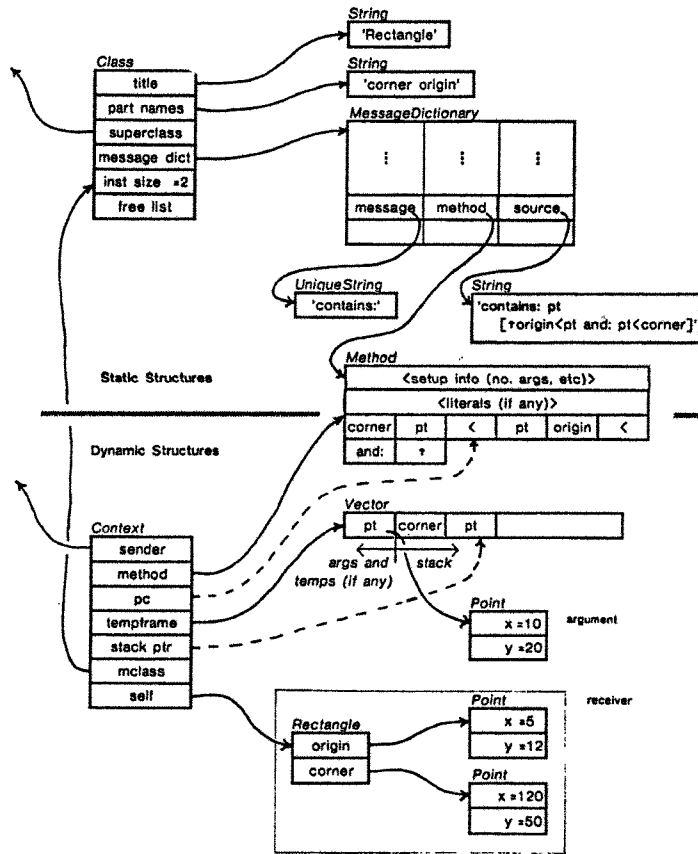 String
'Rectangle'
Class
title
part names
superclass
message dict
inst size =2
free list
String
'corner origin'
MessageDictionary
⋮ ⋮ ⋮
message method source
UniqueString
'contains:'
String
'contains: pt
[↑origin<pt and: pt<corner]'
Static Structures
Method
<setup info (no. args, etc)>
<literals (if any)>
corner pt < pt origin <
and: ↑
Dynamic Structures
Vector
pt corner pt
args and
temps (if any)
stack
Context
sender
method
pc
tempframe
stack ptr
mclass
self
Point
x =10
y =20
argument
receiver
Rectangle
origin
corner
Point
x =5
y =12
Point
x =120
y =50